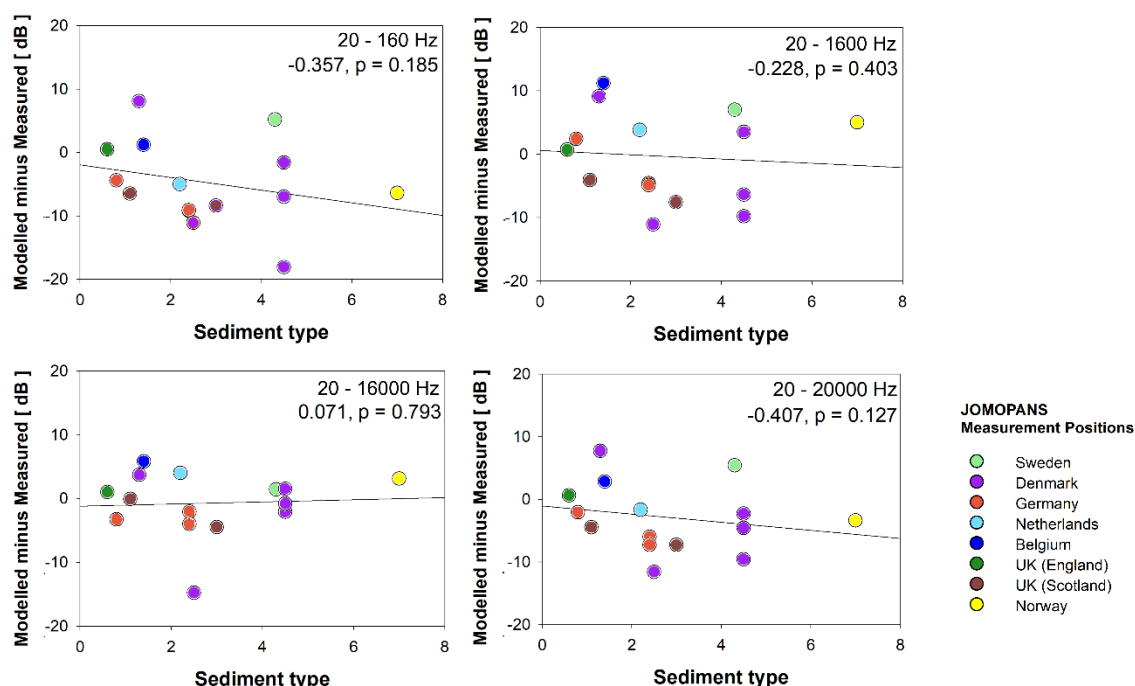 20 - 160 Hz
-0.357, p = 0.185
Modelled minus Measured [ dB ]
20
10
0
-10
-20
0
2
4
6
8
Sediment type
20 - 1600 Hz
-0.228, p = 0.403
Modelled minus Measured [ dB ]
20
10
0
-10
-20
0
2
4
6
8
Sediment type
20 - 16000 Hz
0.071, p = 0.793
Modelled minus Measured [ dB ]
20
10
0
-10
-20
0
2
4
6
8
Sediment type
20 - 20000 Hz
-0.407, p = 0.127
Modelled minus Measured [ dB ]
20
10
0
-10
-20
0
2
4
6
8
Sediment type
JOMOPANS
Measurement Positions
Sweden
Denmark
Germany
Netherlands
Belgium
UK (England)
UK (Scotland)
Norway